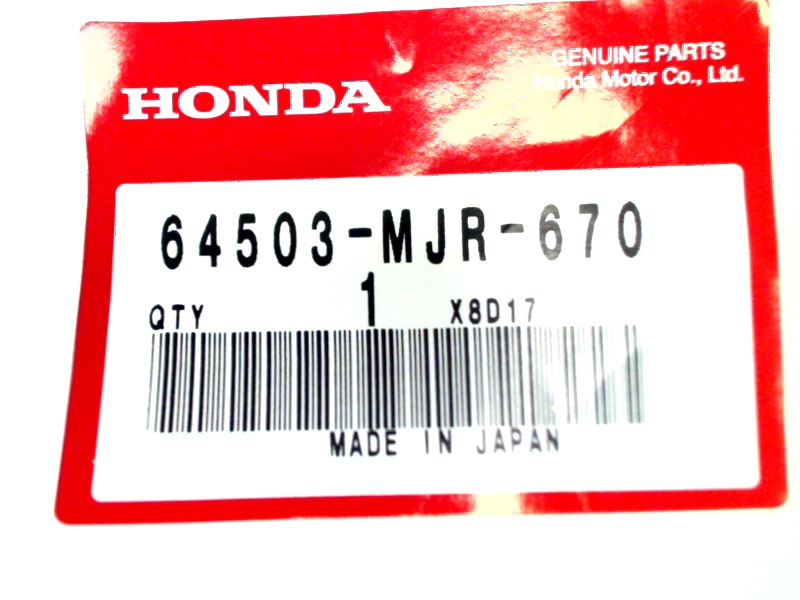 HONDA
GENUINE PARTS
Honda Motor Co., Ltd.
64503-MJR-670
QTY 1 X8D17
MADE IN JAPAN